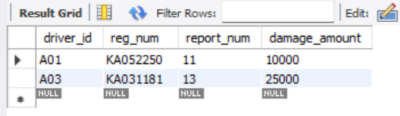 Result Grid Filter Rows: Edit:
driver_id reg_num report_num damage_amount
A01 KA052250 11 10000
A03 KA031181 13 25000
NULL NULL NULL NULL